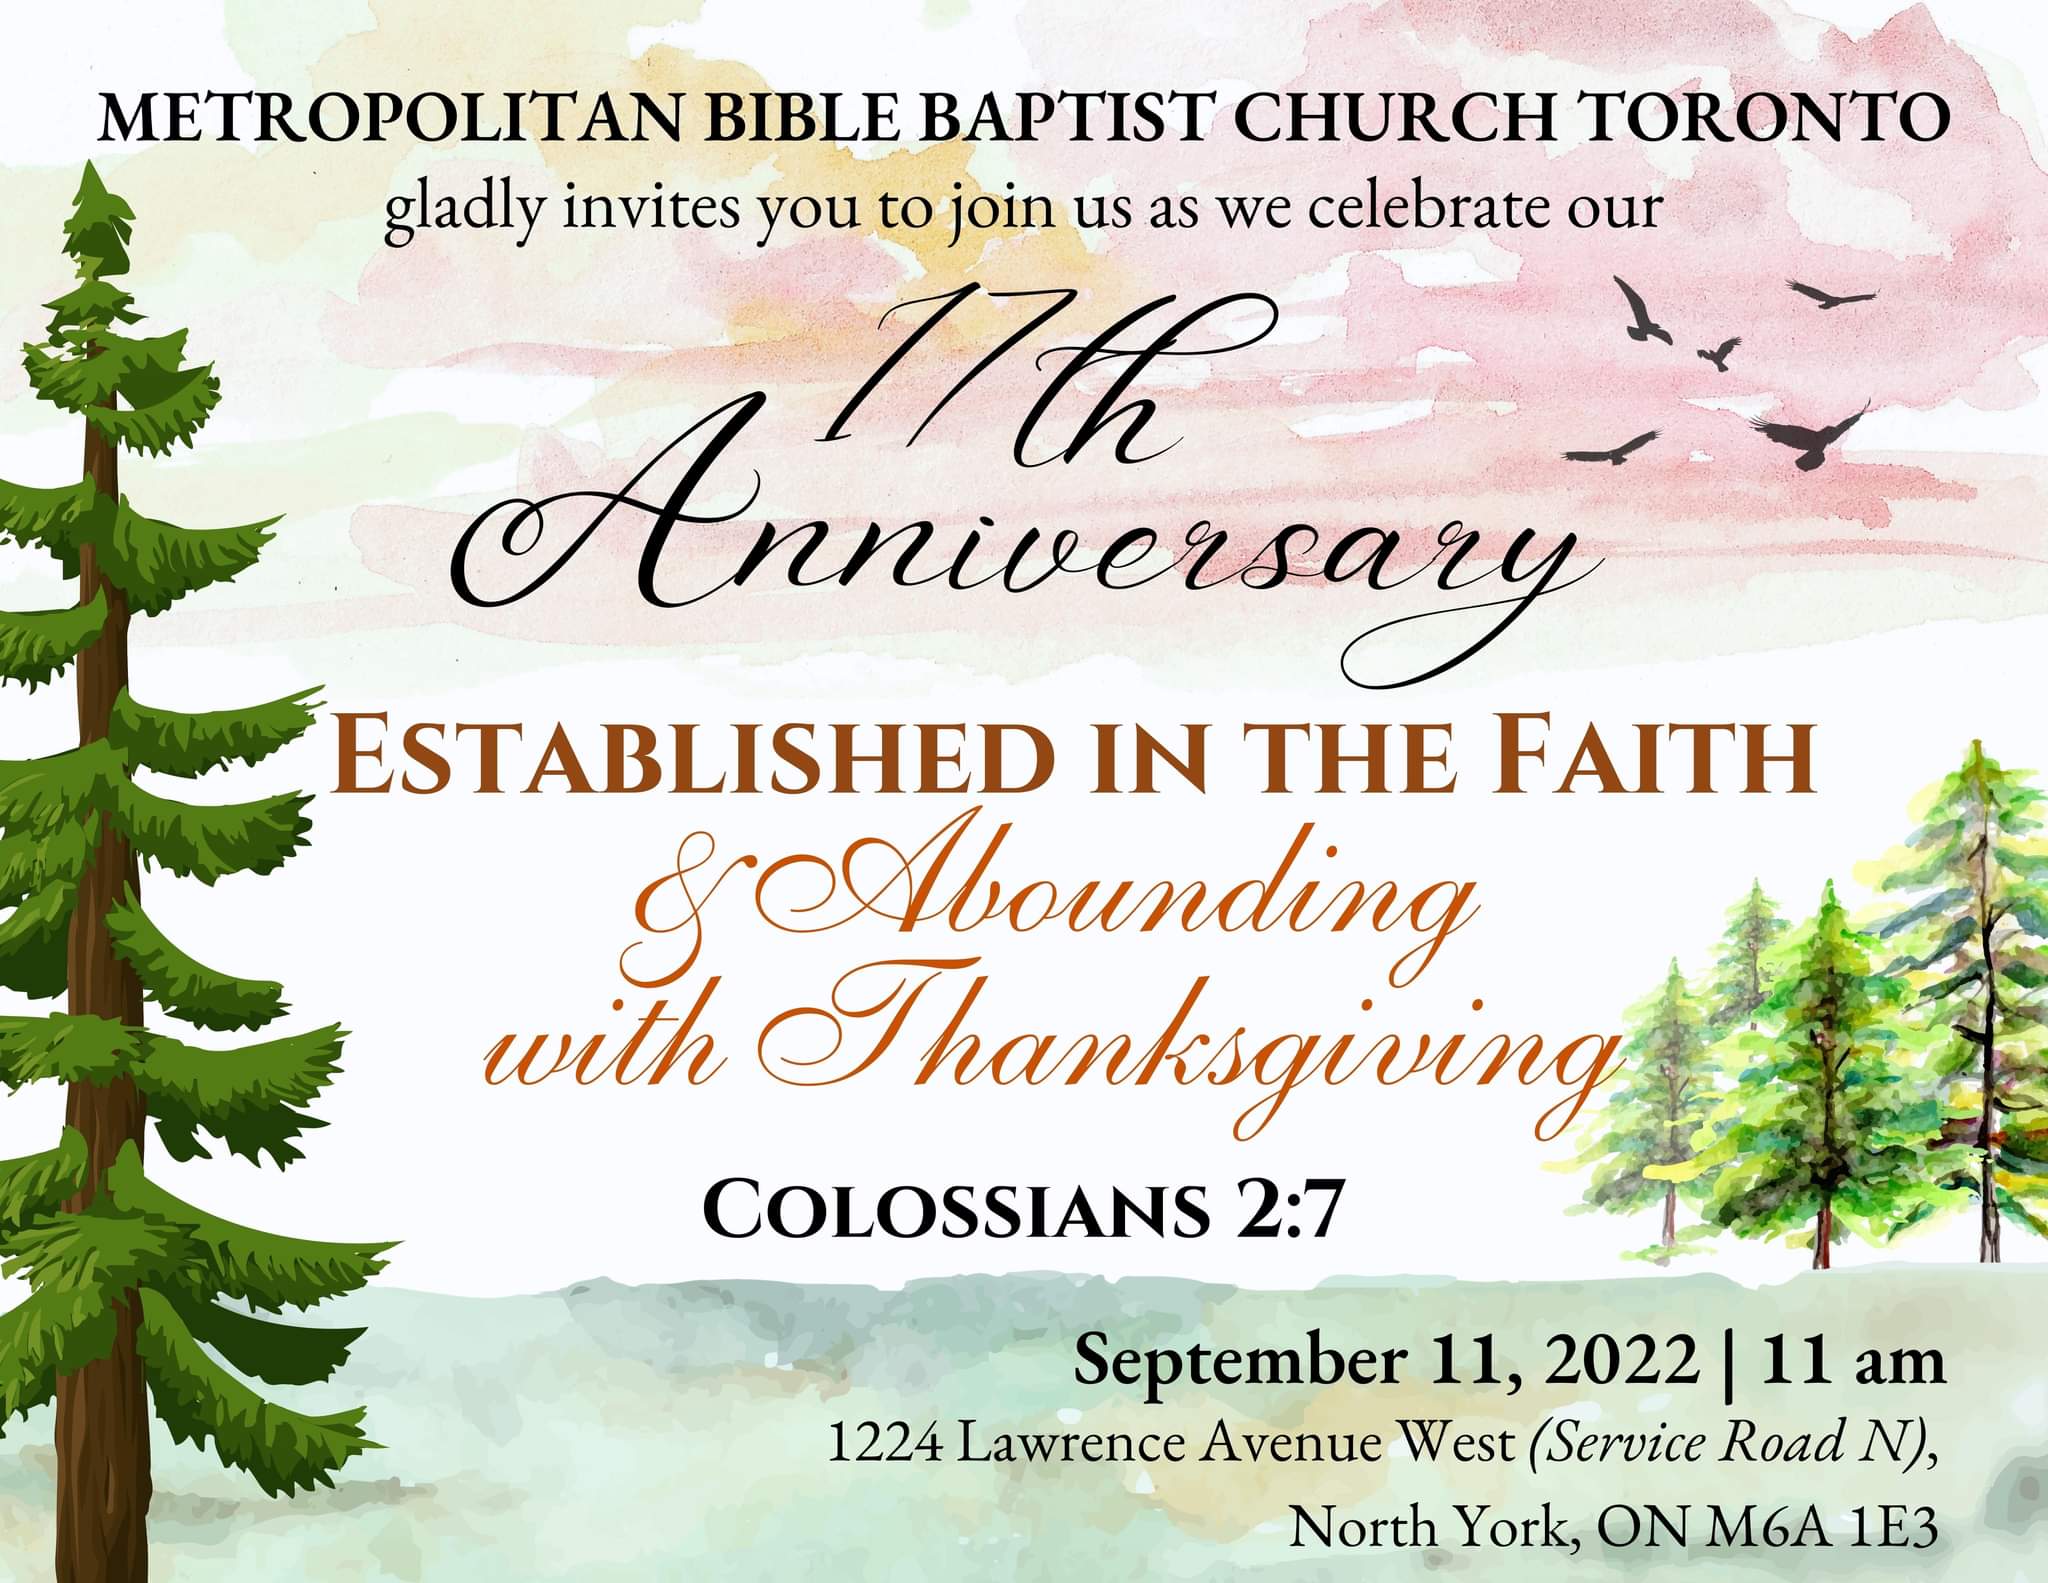 METROPOLITAN BIBLE BAPTIST CHURCH TORONTO
gladly invites you to join us as we celebrate our
17th
Anniversary
ESTABLISHED IN THE FAITH
& Abounding
with Thanksgiving
COLOSSIANS 2:7
September 11, 2022 | 11 am
1224 Lawrence Avenue West (Service Road N),
North York, ON M6A 1E3